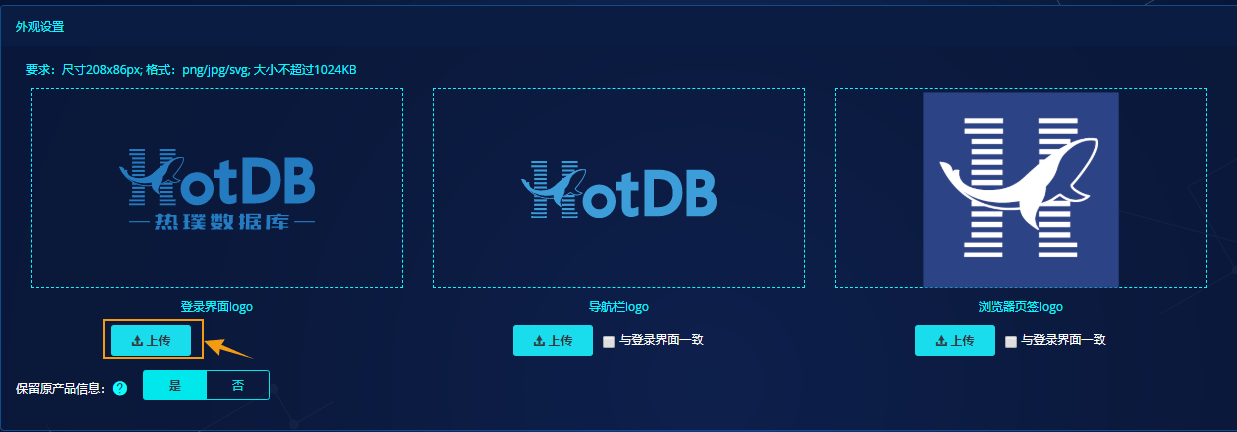 外观设置
要求：尺寸208x86px; 格式：png/jpg/svg; 大小不超过1024KB
HotDB
热璞数据库
HotDB
H
登录界面logo
导航栏logo
浏览器页签logo
上传
上传
与登录界面一致
上传
与登录界面一致
保留原产品信息：
?
是
否